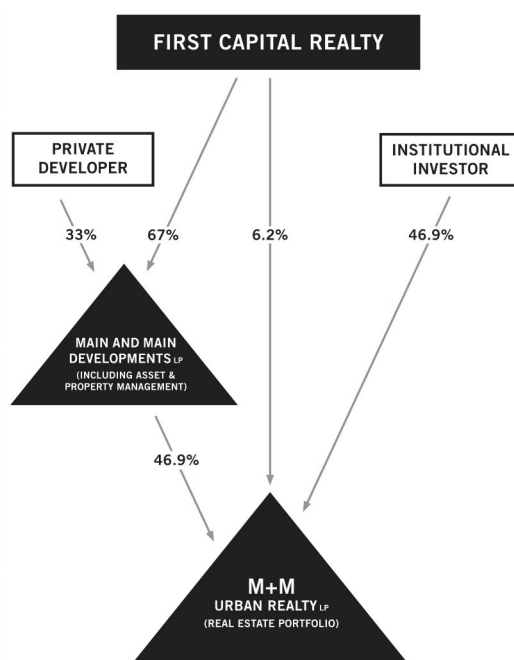 FIRST CAPITAL REALTY
PRIVATE
DEVELOPER
INSTITUTIONAL
INVESTOR
33%
67%
6.2%
46.9%
MAIN AND MAIN
DEVELOPMENTS LP
(INCLUDING ASSET &
PROPERTY MANAGEMENT)
46.9%
M+M
URBAN REALTY LP
(REAL ESTATE PORTFOLIO)